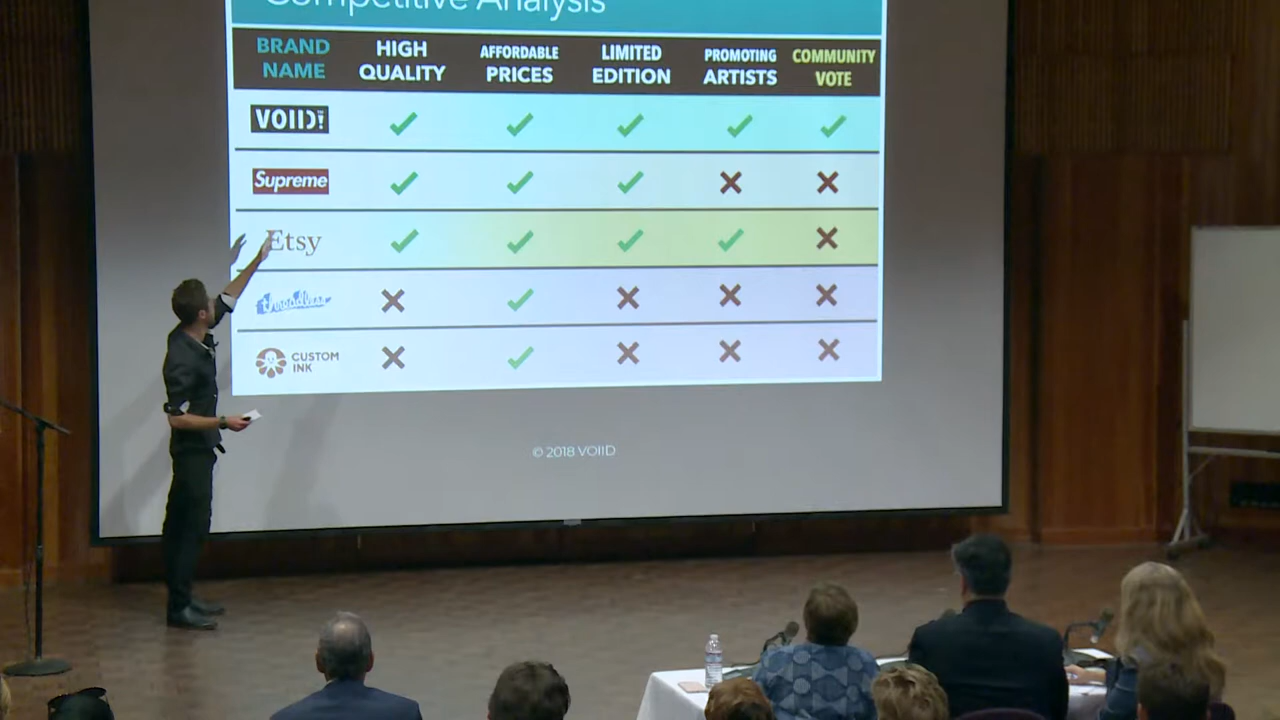 Competitive Analysis
BRAND NAME
HIGH QUALITY
AFFORDABLE PRICES
LIMITED EDITION
PROMOTING ARTISTS
COMMUNITY VOTE
VOIID!
Supreme
Etsy
threadless
CUSTOM INK
© 2018 VOIID